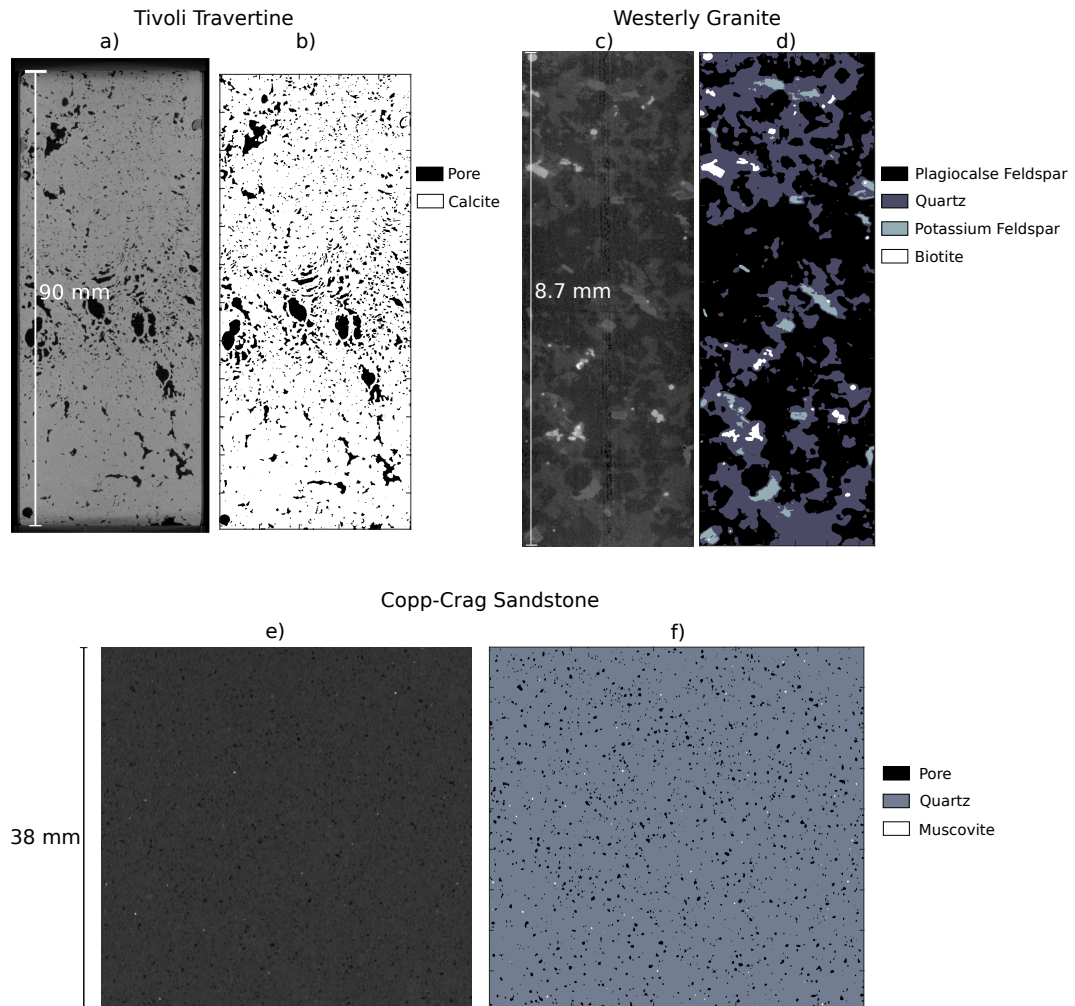 Tivoli Travertine
a)
b)
90 mm
Pore
Calcite
Westerly Granite
c)
d)
8.7 mm
Plagiocalse Feldspar
Quartz
Potassium Feldspar
Biotite
Copp-Crag Sandstone
e)
f)
38 mm
Pore
Quartz
Muscovite